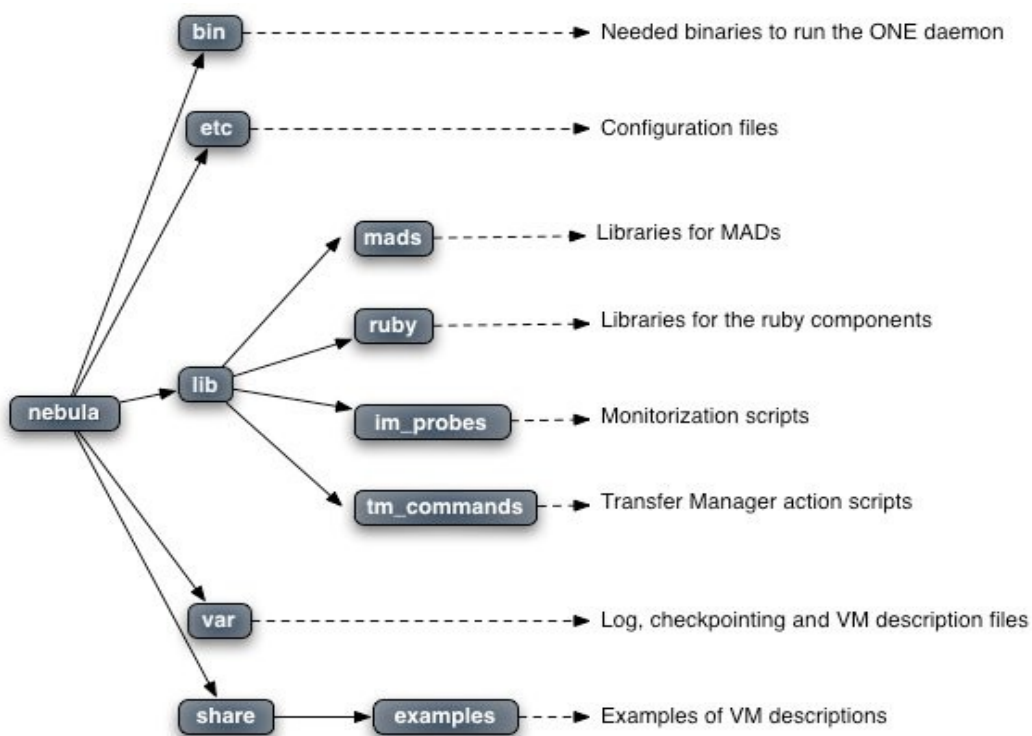 bin
Needed binaries to run the ONE daemon
etc
Configuration files
mads
Libraries for MADs
ruby
Libraries for the ruby components
lib
nebula
im_probes
Monitorization scripts
tm_commands
Transfer Manager action scripts
var
Log, checkpointing and VM description files
share
examples
Examples of VM descriptions